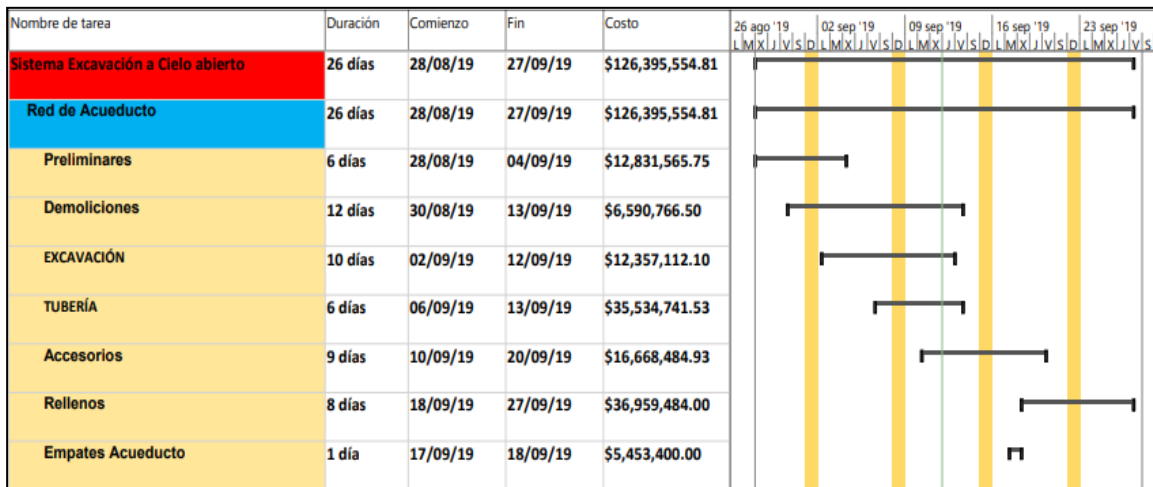 Nombre de tarea Duración Comienzo Fin Costo 26 ago '19 02 sep '19 09 sep '19 16 sep '19 23 sep '19
L M X J V S D L M X J V S D L M X J V S D L M X J V S D L M X J V S
Sistema Excavación a Cielo abierto 26 días 28/08/19 27/09/19 $126,395,554.81
Red de Acueducto 26 días 28/08/19 27/09/19 $126,395,554.81
Preliminares 6 días 28/08/19 04/09/19 $12,831,565.75
Demoliciones 12 días 30/08/19 13/09/19 $6,590,766.50
EXCAVACIÓN 10 días 02/09/19 12/09/19 $12,357,112.10
TUBERÍA 6 días 06/09/19 13/09/19 $35,534,741.53
Accesorios 9 días 10/09/19 20/09/19 $16,668,484.93
Rellenos 8 días 18/09/19 27/09/19 $36,959,484.00
Empates Acueducto 1 día 17/09/19 18/09/19 $5,453,400.00